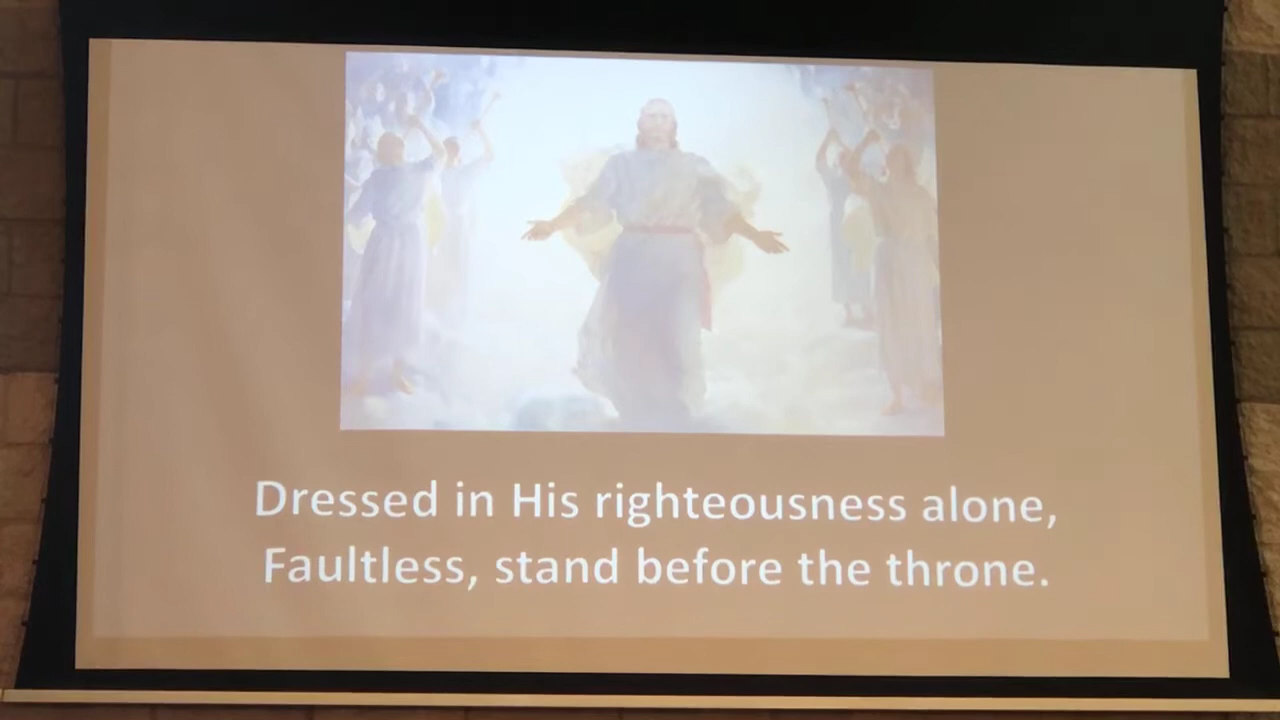 Dressed in His righteousness alone,
Faultless, stand before the throne.